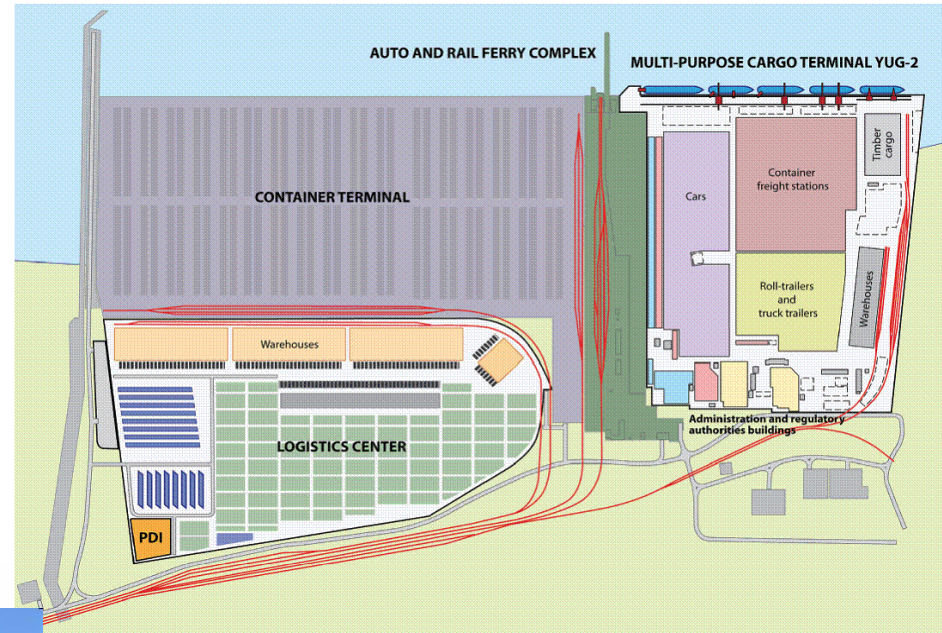 AUTO AND RAIL FERRY COMPLEX
MULTI-PURPOSE CARGO TERMINAL YUG-2
CONTAINER TERMINAL
Cars
Container
freight stations
Timber
cargo
Roll-trailers
and
truck trailers
Warehouses
Warehouses
LOGISTICS CENTER
Administration and regulatory
authorities buildings
PDI